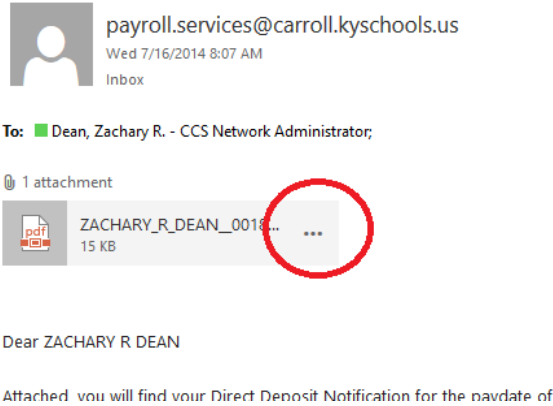 payroll.services@carroll.kyschools.us
Wed 7/16/2014 8:07 AM
Inbox
To: Dean, Zachary R. - CCS Network Administrator;
1 attachment
pdf
ZACHARY_R_DEAN__0018...
15 KB
Dear ZACHARY R DEAN
Attached, you will find your Direct Deposit Notification for the paydate of